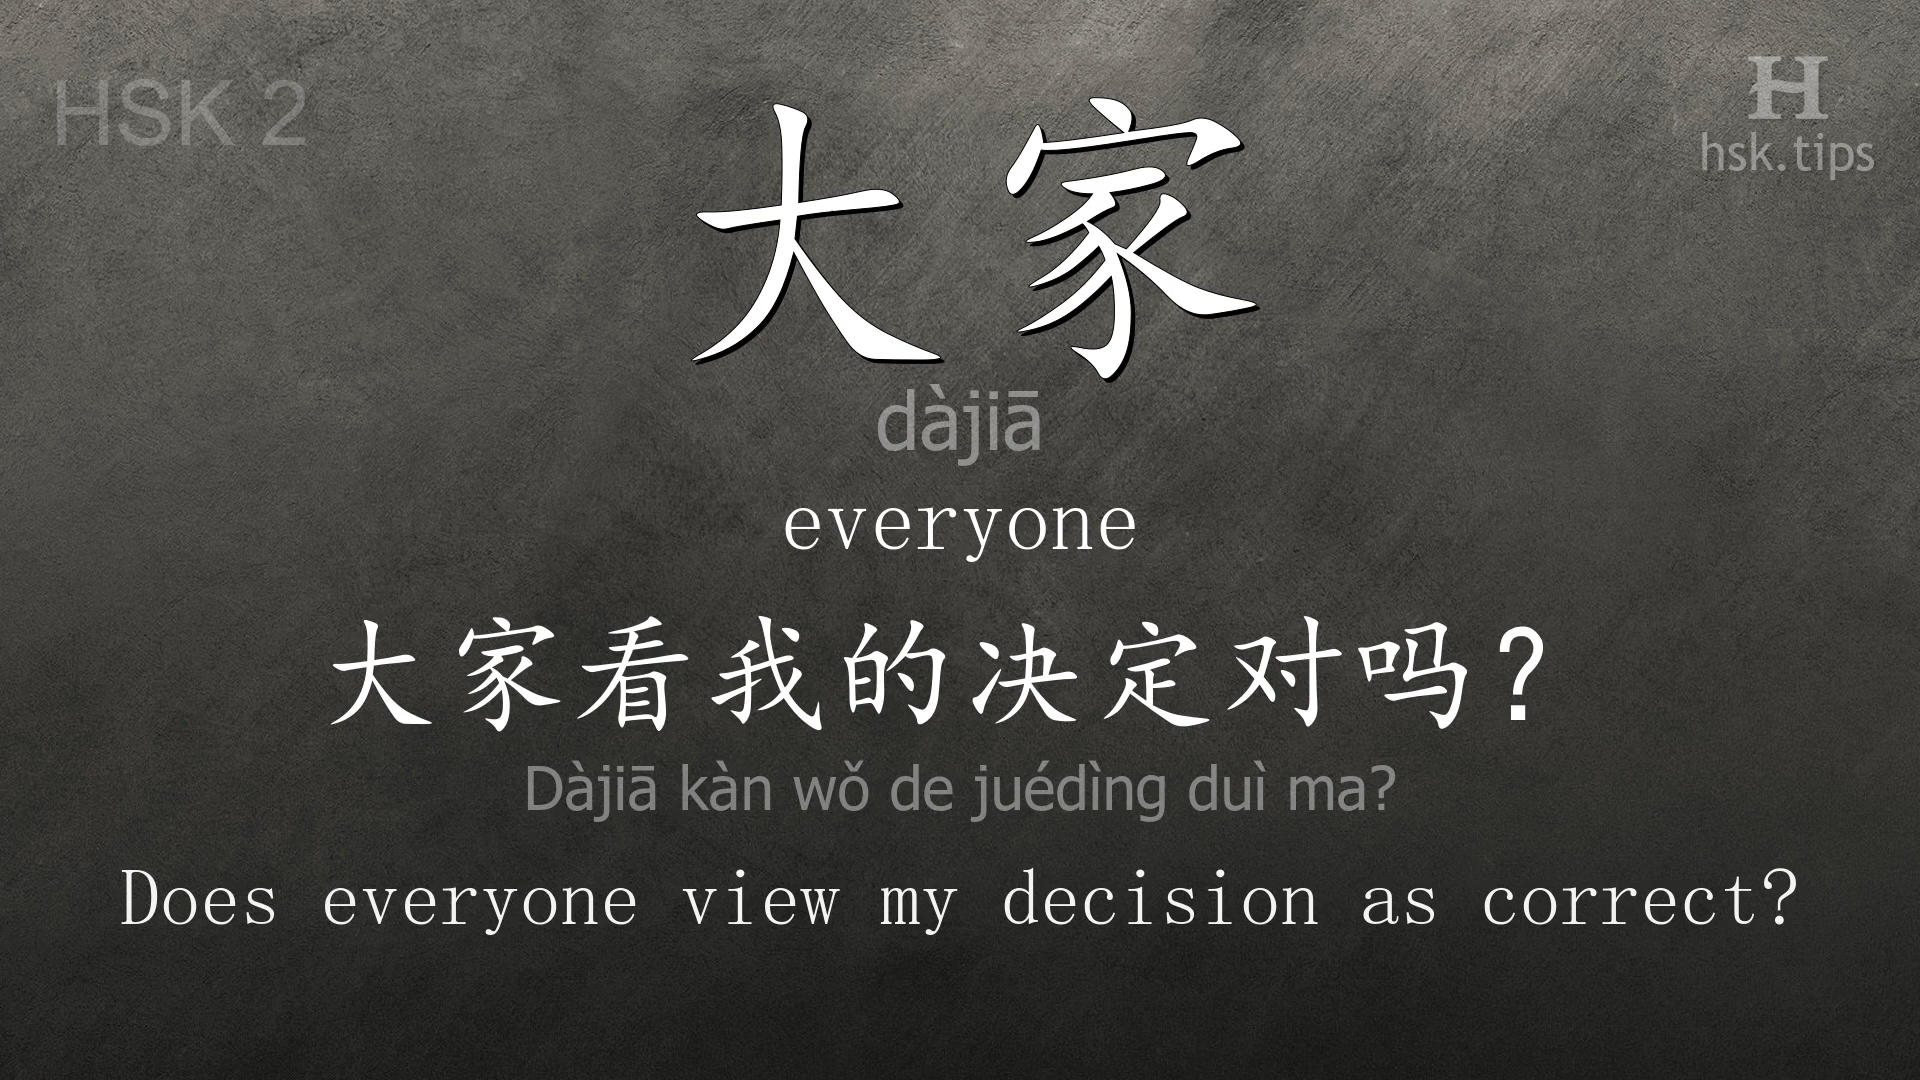 HSK 2
H
hsk.tips
大家
dàjiā
everyone
大家看我的决定对吗？
Dàjiā kàn wǒ de juédìng duì ma?
Does everyone view my decision as correct?